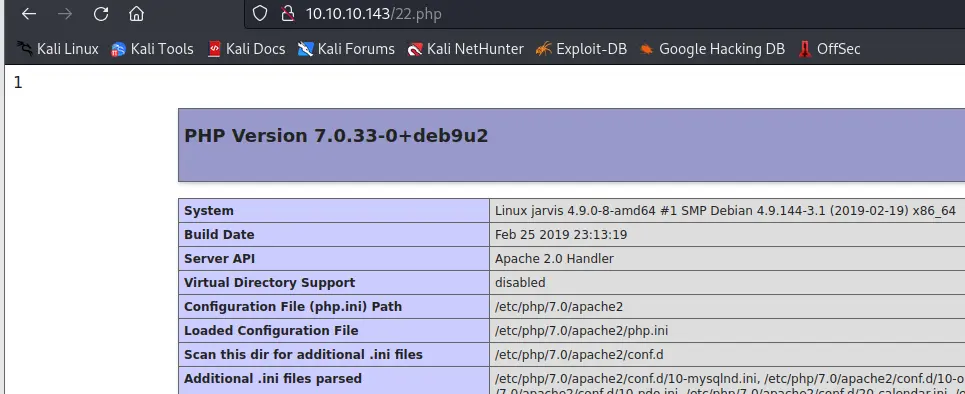 10.10.10.143/22.php
Kali Linux Kali Tools Kali Docs Kali Forums Kali NetHunter Exploit-DB Google Hacking DB OffSec
1
PHP Version 7.0.33-0+deb9u2
System Linux jarvis 4.9.0-8-amd64 #1 SMP Debian 4.9.144-3.1 (2019-02-19) x86_64
Build Date Feb 25 2019 23:13:19
Server API Apache 2.0 Handler
Virtual Directory Support disabled
Configuration File (php.ini) Path /etc/php/7.0/apache2
Loaded Configuration File /etc/php/7.0/apache2/php.ini
Scan this dir for additional .ini files /etc/php/7.0/apache2/conf.d
Additional .ini files parsed /etc/php/7.0/apache2/conf.d/10-mysqlnd.ini, /etc/php/7.0/apache2/conf.d/10-o